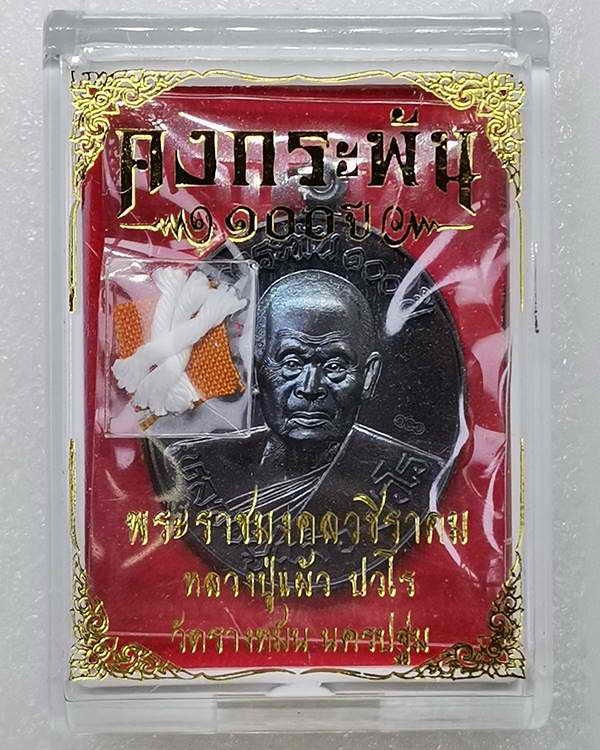 คงกระพัน
๑๐๐ ปี
พระราชมงคลวชิราคม
หลวงปู่แผ้ว ปวโร
วัดรางหมัน นครปฐม